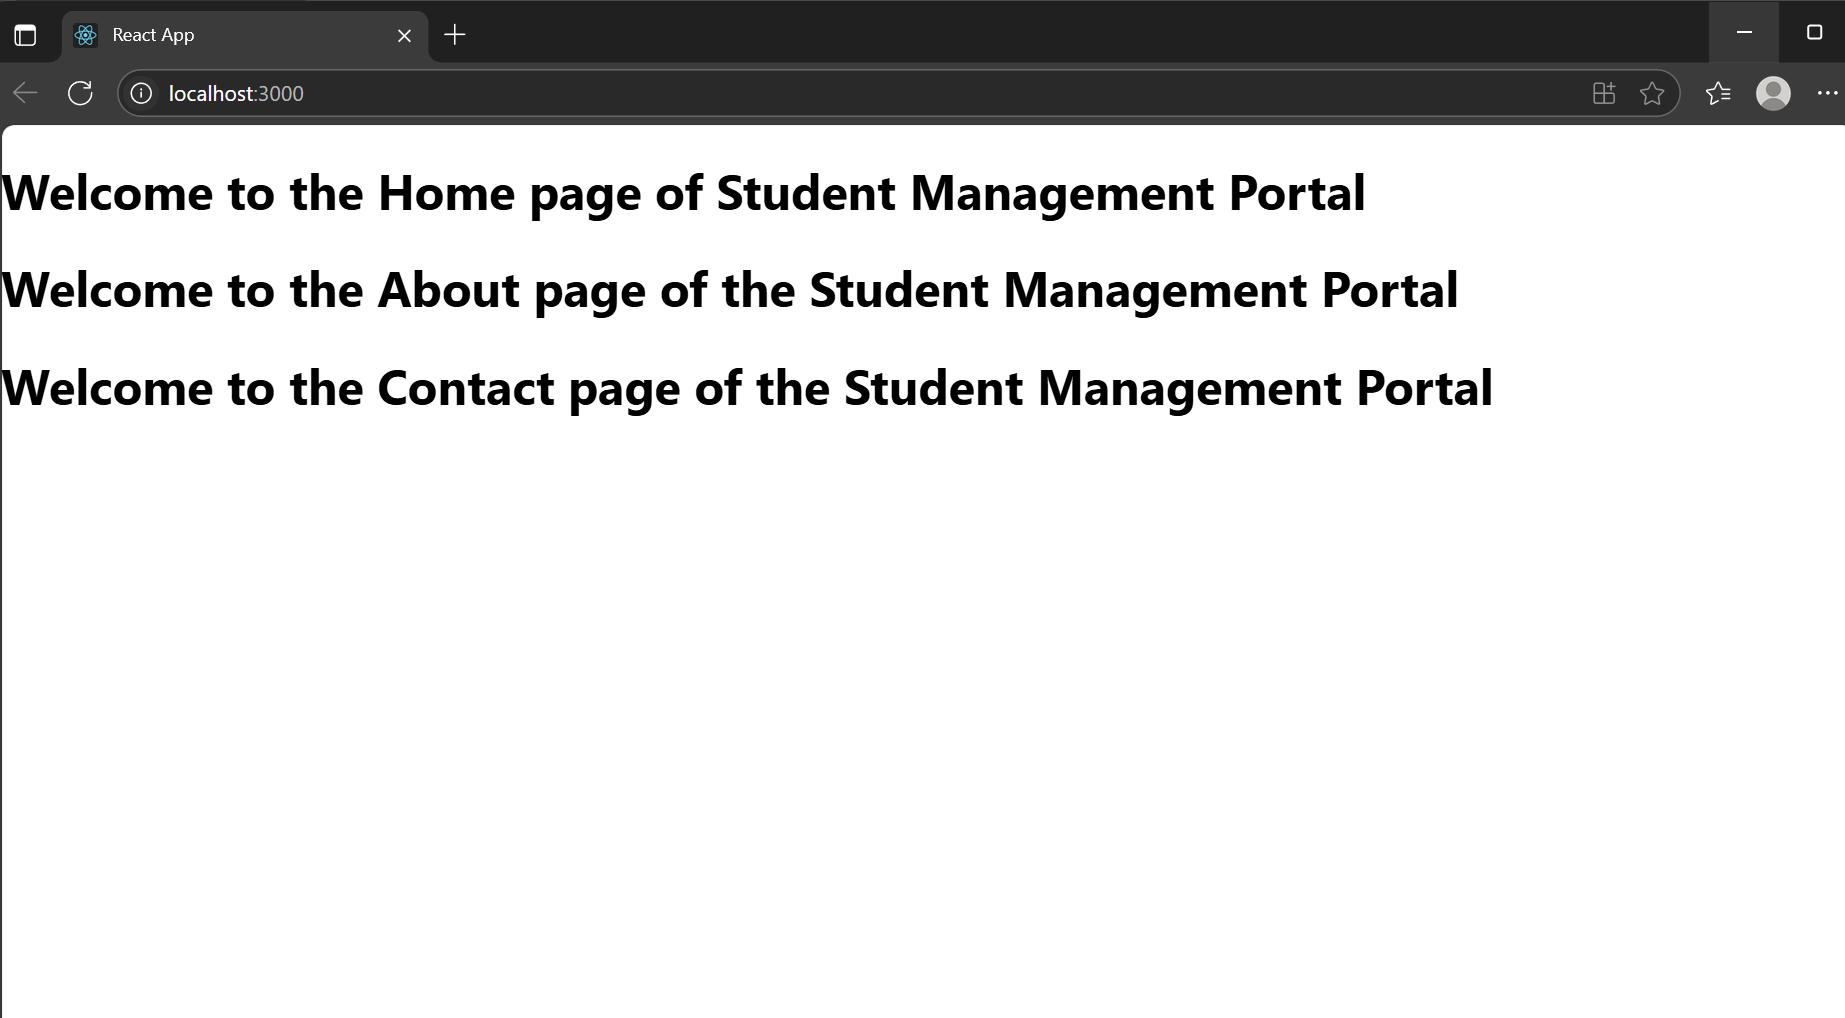 React App
localhost:3000
Welcome to the Home page of Student Management Portal
Welcome to the About page of the Student Management Portal
Welcome to the Contact page of the Student Management Portal